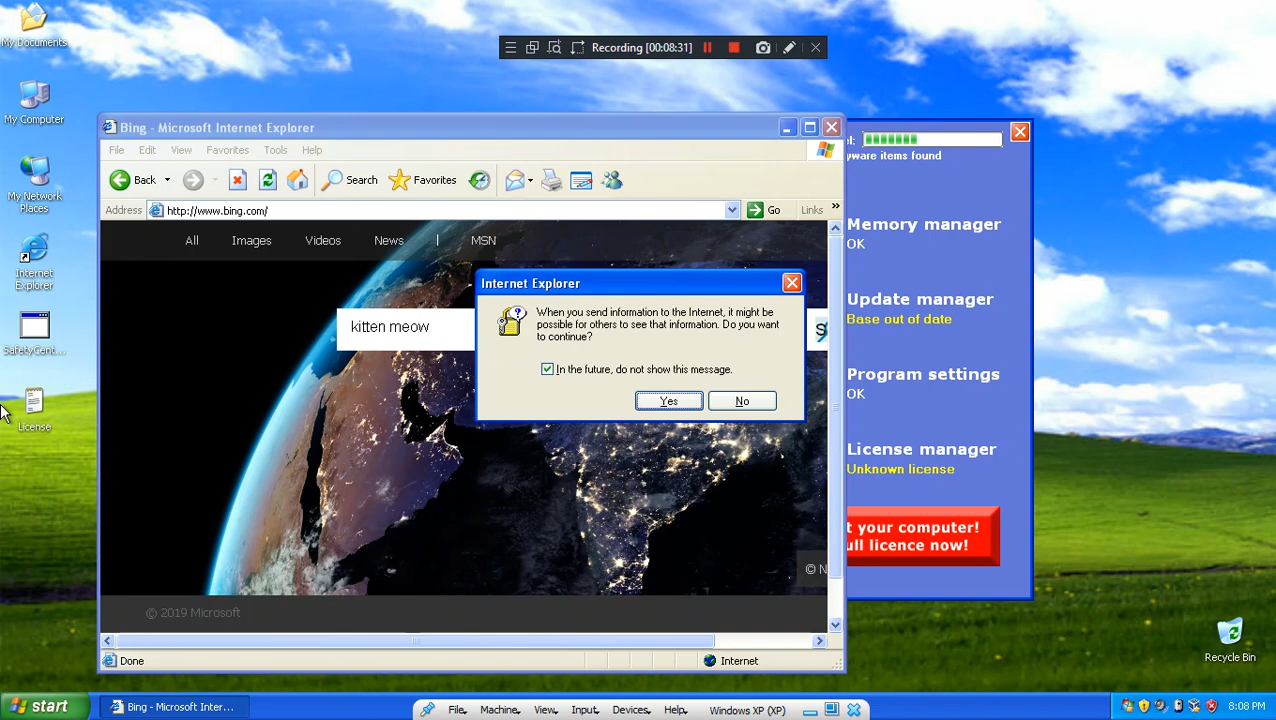 My Documents
My Computer
My Network
Places
Internet
Explorer
SafetyCent...
License
Recording [00:08:31]
Bing - Microsoft Internet Explorer
File Edit View Favorites Tools Help
Back Search Favorites
Address http://www.bing.com/ Go Links »
All Images Videos News | MSN
kitten meow
© 2019 Microsoft
© N
Done Internet
Internet Explorer
When you send information to the Internet, it might be
possible for others to see that information. Do you want
to continue?
In the future, do not show this message.
Yes No
el:
yware items found
Memory manager
OK
Update manager
Base out of date
Program settings
OK
License manager
Unknown license
t your computer!
ull licence now!
Recycle Bin
start Bing - Microsoft Inter... File Machine View Input Devices Help Windows XP (XP) 8:08 PM